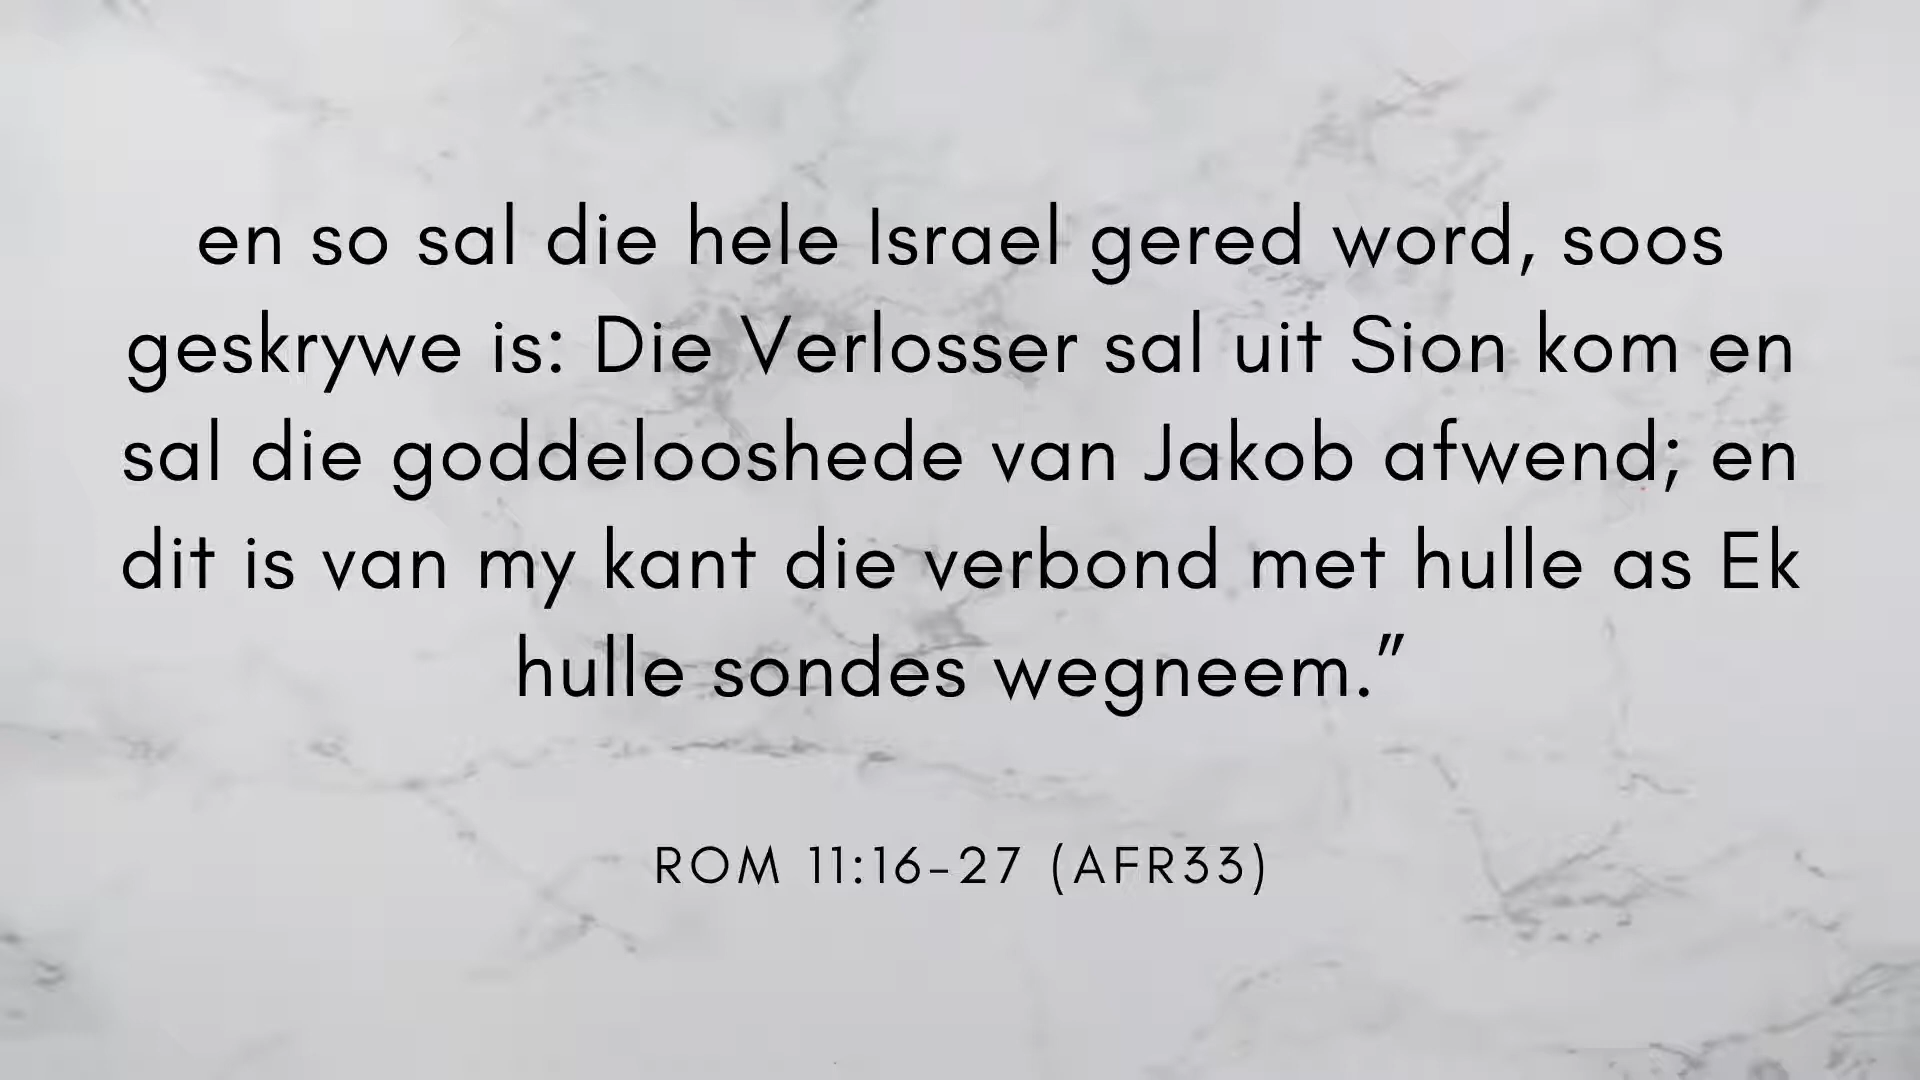 en so sal die hele Israel gered word, soos
geskrywe is: Die Verlosser sal uit Sion kom en
sal die goddelooshede van Jakob afwend; en
dit is van my kant die verbond met hulle as Ek
hulle sondes wegneem.”
ROM 11:16–27 (AFR33)